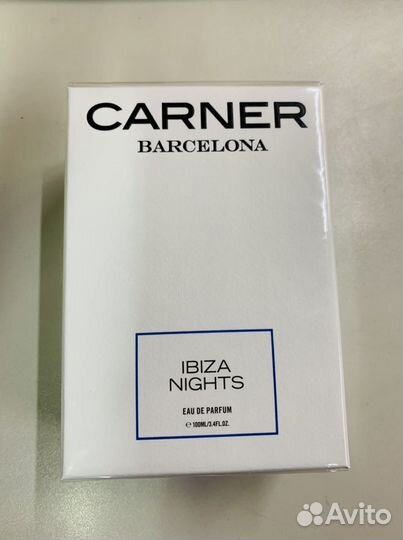 CARNER
BARCELONA
IBIZA
NIGHTS
EAU DE PARFUM
℮ 100ML/3.4FL.OZ.
Avito